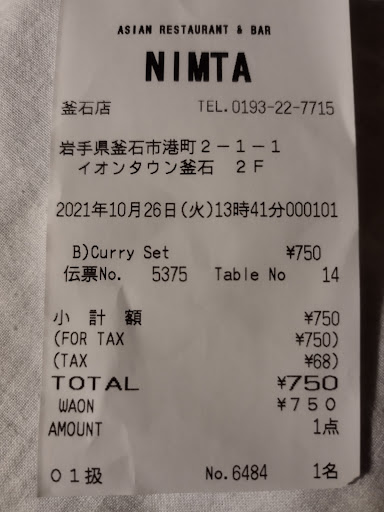 ASIAN RESTAURANT & BAR
NIMTA
釜石店 TEL.0193-22-7715
岩手県釜石市港町2-1-1
イオンタウン釜石 2F
2021年10月26日(火)13時41分000101
B)Curry Set ¥750
伝票No. 5375 Table No 14
小計額 ¥750
(FOR TAX ¥750)
(TAX ¥68)
TOTAL ¥750
WAON ¥750
AMOUNT 1点
01扱 No.6484 1名